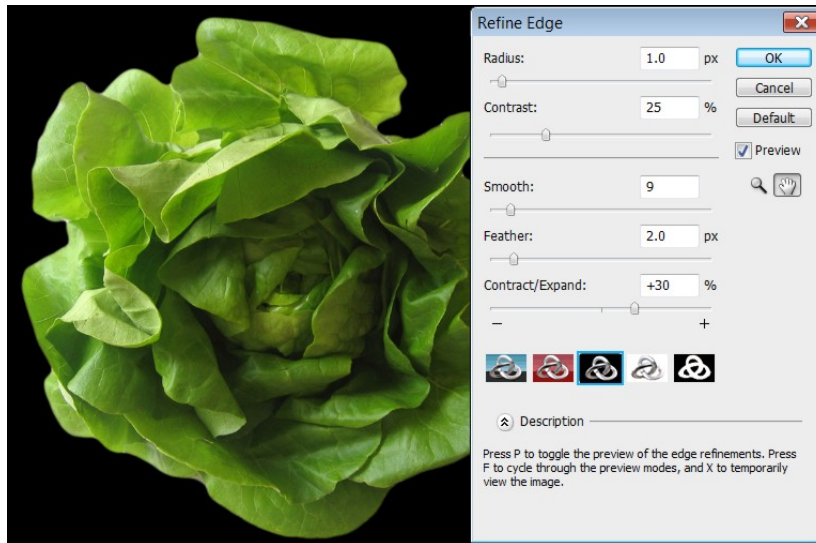 Refine Edge
Radius: 1.0 px
OK
Cancel
Contrast: 25 %
Default
Preview
Smooth: 9
Feather: 2.0 px
Contract/Expand: +30 %
– +
Description
Press P to toggle the preview of the edge refinements. Press
F to cycle through the preview modes, and X to temporarily
view the image.